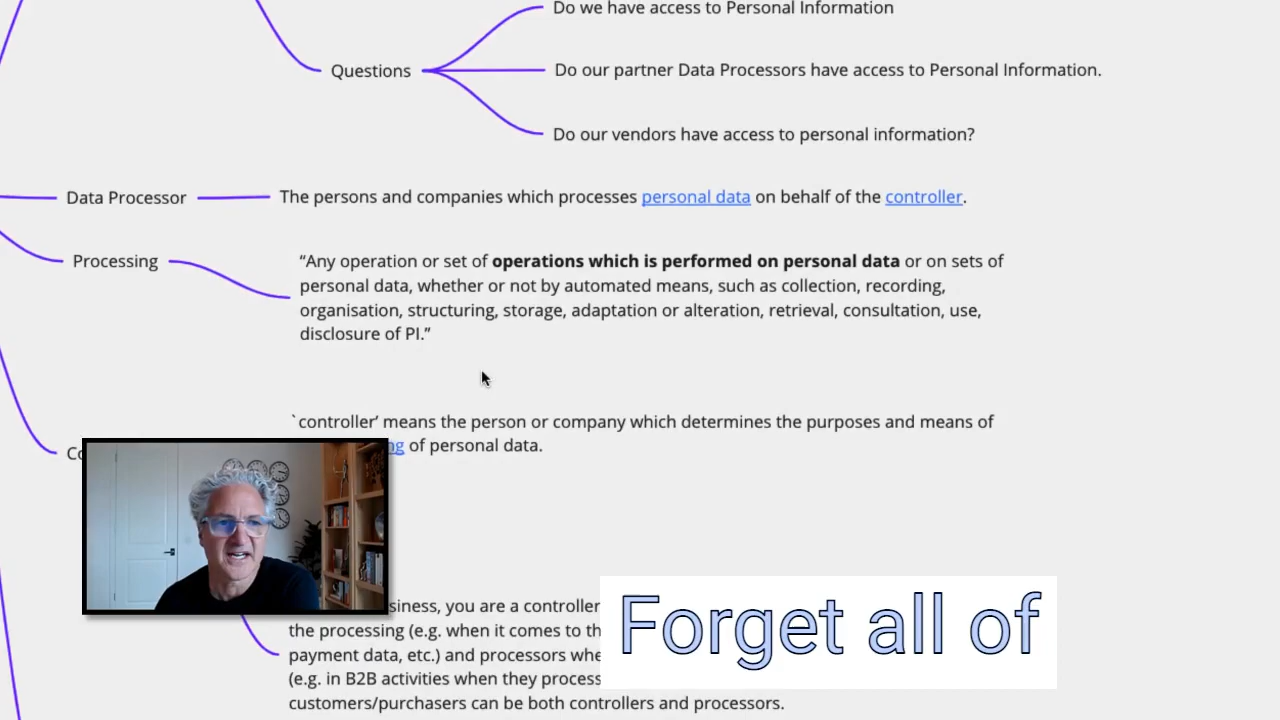 Do we have access to Personal Information
Questions
Do our partner Data Processors have access to Personal Information.
Do our vendors have access to personal information?
Data Processor
The persons and companies which processes personal data on behalf of the controller.
Processing
“Any operation or set of operations which is performed on personal data or on sets of
personal data, whether or not by automated means, such as collection, recording,
organisation, structuring, storage, adaptation or alteration, retrieval, consultation, use,
disclosure of PI.”
`controller’ means the person or company which determines the purposes and means of
of personal data.
you are a controller
the processing (e.g. when it comes to
payment data, etc.) and processors
(e.g. in B2B activities when they
customers/purchasers can be both controllers and processors.
Forget all of